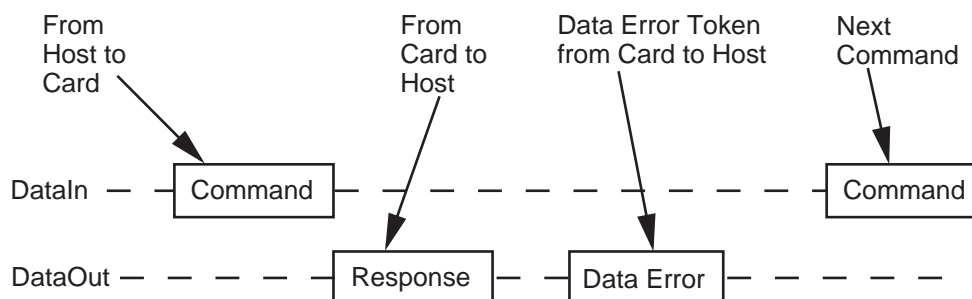 From
Host to
Card
From
Card to
Host
Data Error Token
from Card to Host
Next
Command
DataIn
Command
Command
DataOut
Response
Data Error